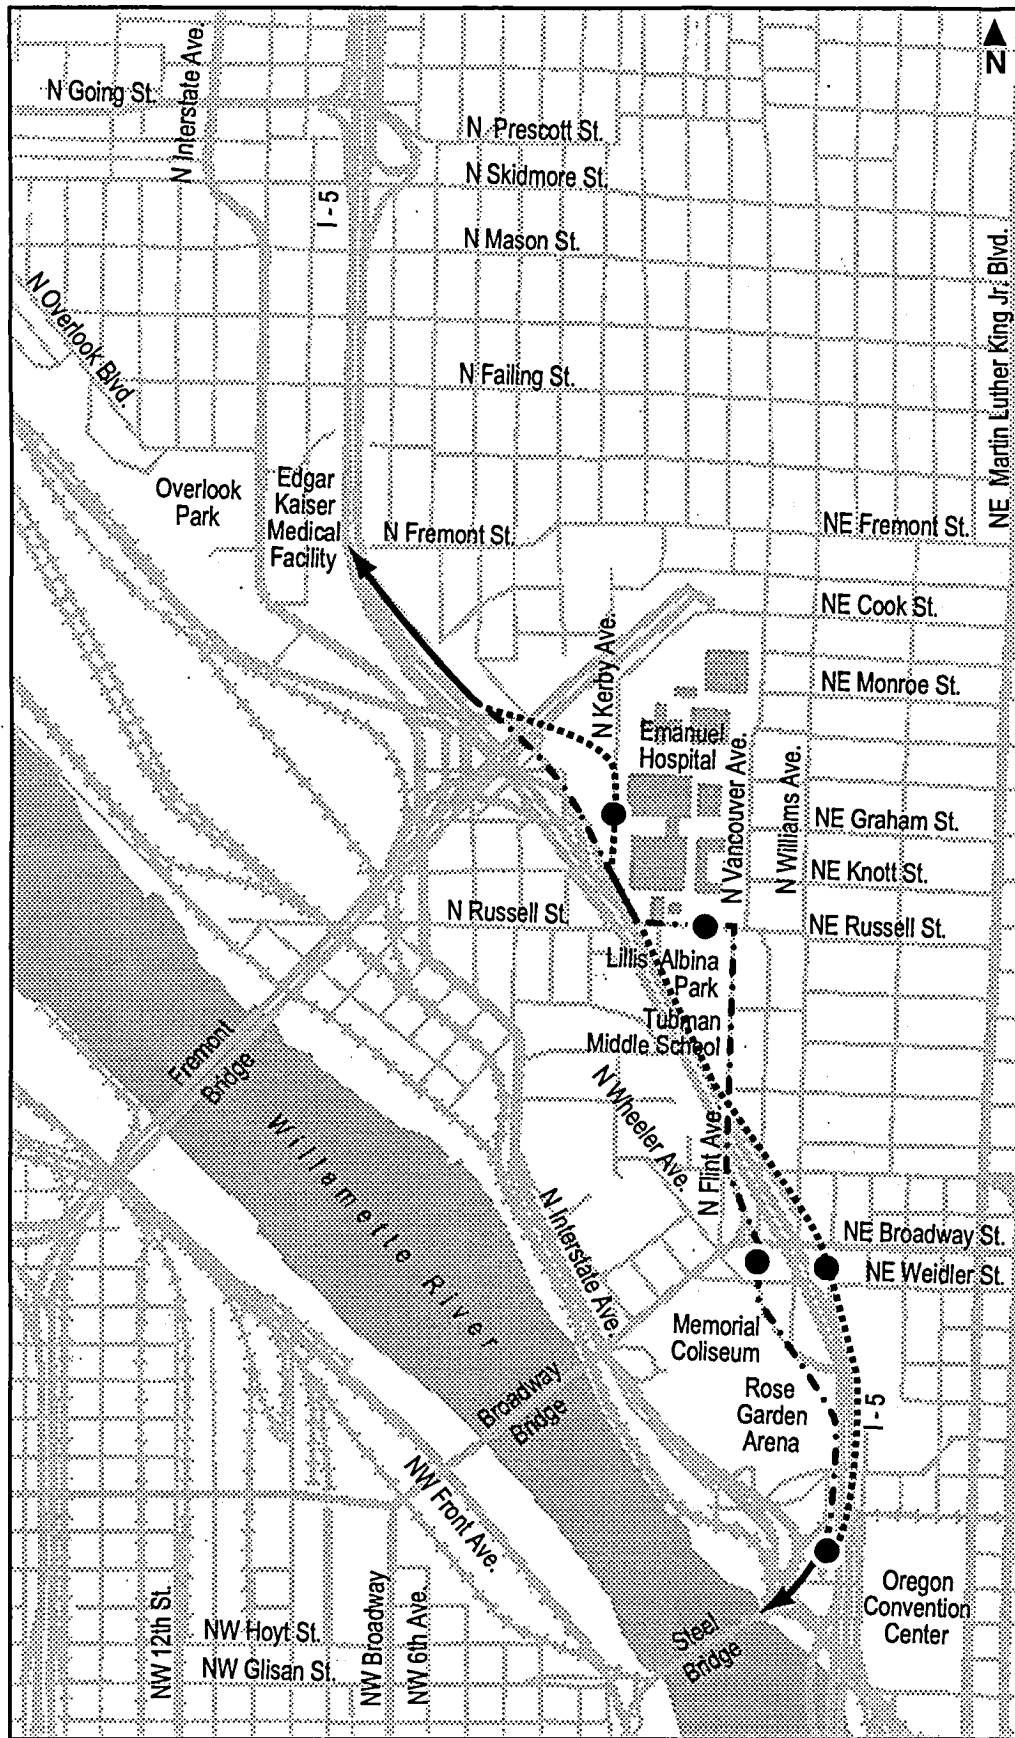 N
N Going St.
N Interstate Ave.
N Prescott St.
N Skidmore St.
I - 5
N Mason St.
NE Martin Luther King Jr. Blvd.
N Overlook Blvd.
N Failing St.
Overlook
Park
Edgar
Kaiser
Medical
Facility
N Fremont St.
NE Fremont St.
NE Cook St.
N Kerby Ave.
NE Monroe St.
Emanuel
Hospital
N Vancouver Ave.
N Williams Ave.
NE Graham St.
NE Knott St.
N Russell St.
NE Russell St.
Lillis Albina
Park
Tubman
Middle School
Fremont
Bridge
Willamette River
N Wheeler Ave.
N Flint Ave.
N Interstate Ave.
NE Broadway St.
NE Weidler St.
Memorial
Coliseum
Rose
Garden
Arena
I - 5
Broadway
Bridge
NW Front Ave.
Oregon
Convention
Center
Steel
Bridge
NW 12th St.
NW Hoyt St.
NW Glisan St.
NW Broadway
NW 6th Ave.